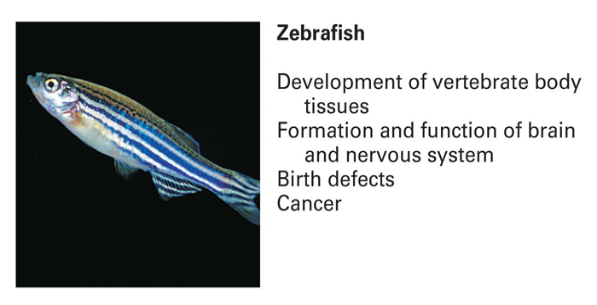 Zebrafish
Development of vertebrate body
tissues
Formation and function of brain
and nervous system
Birth defects
Cancer